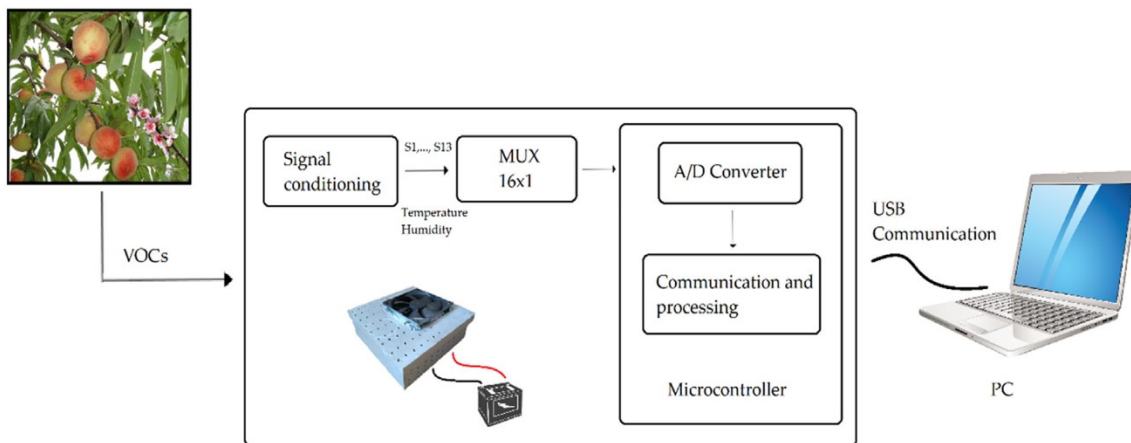 VOCs
Signal
conditioning
S1,..., S13
Temperature
Humidity
MUX
16x1
A/D Converter
Communication and
processing
Microcontroller
USB
Communication
PC